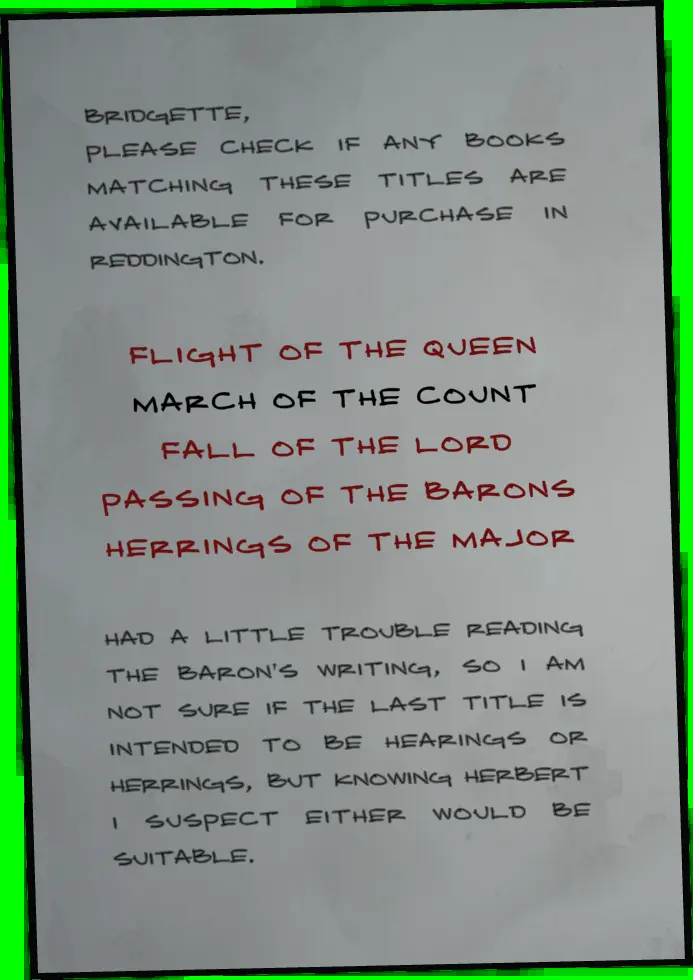 BRIDGETTE,
PLEASE CHECK IF ANY BOOKS
MATCHING THESE TITLES ARE
AVAILABLE FOR PURCHASE IN
REDDINGTON.
FLIGHT OF THE QUEEN
MARCH OF THE COUNT
FALL OF THE LORD
PASSING OF THE BARONS
HERRINGS OF THE MAJOR
HAD A LITTLE TROUBLE READING
THE BARON'S WRITING, SO I AM
NOT SURE IF THE LAST TITLE IS
INTENDED TO BE HEARINGS OR
HERRINGS, BUT KNOWING HERBERT
I SUSPECT EITHER WOULD BE
SUITABLE.